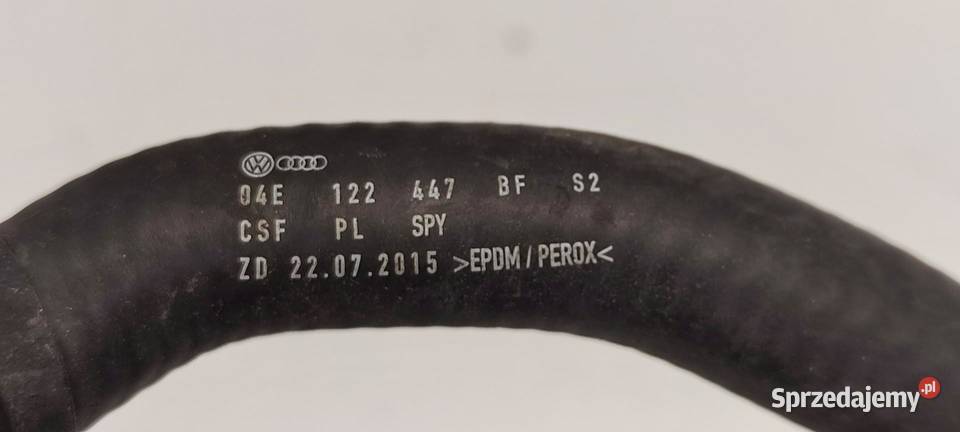 04E 122 447 BF S2
CSF PL SPY
ZD 22.07.2015 >EPDM/PEROX<
Sprzedajemy.pl